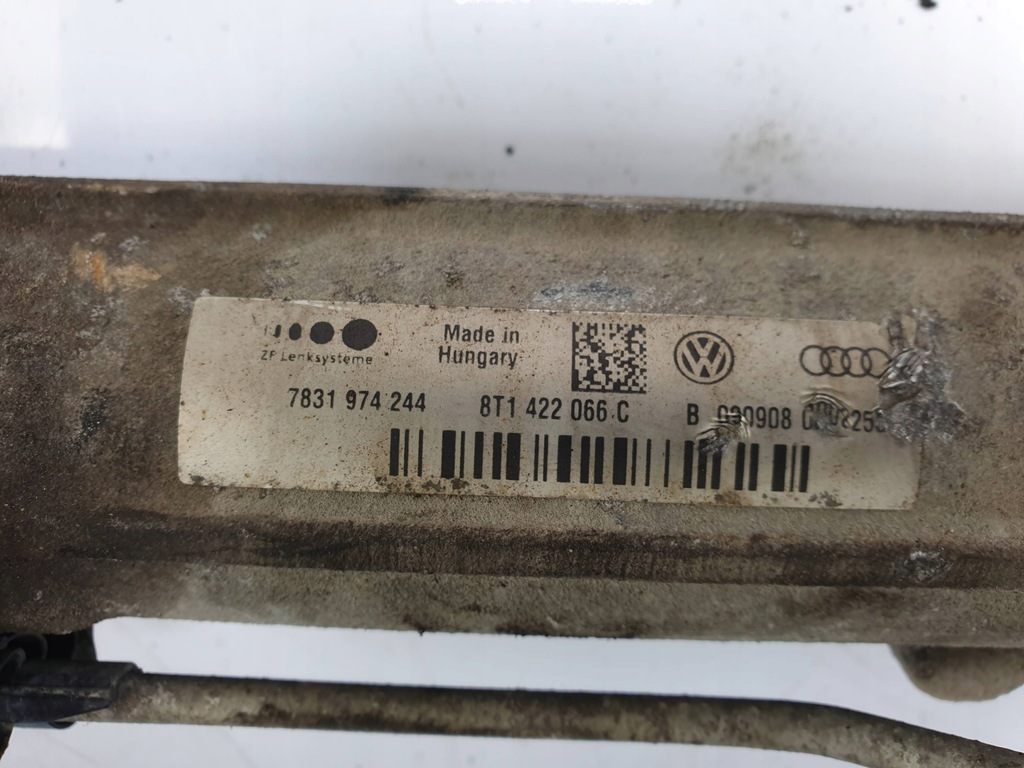 ZF Lenksysteme
Made in
Hungary
7831 974 244 8T1 422 066 C B